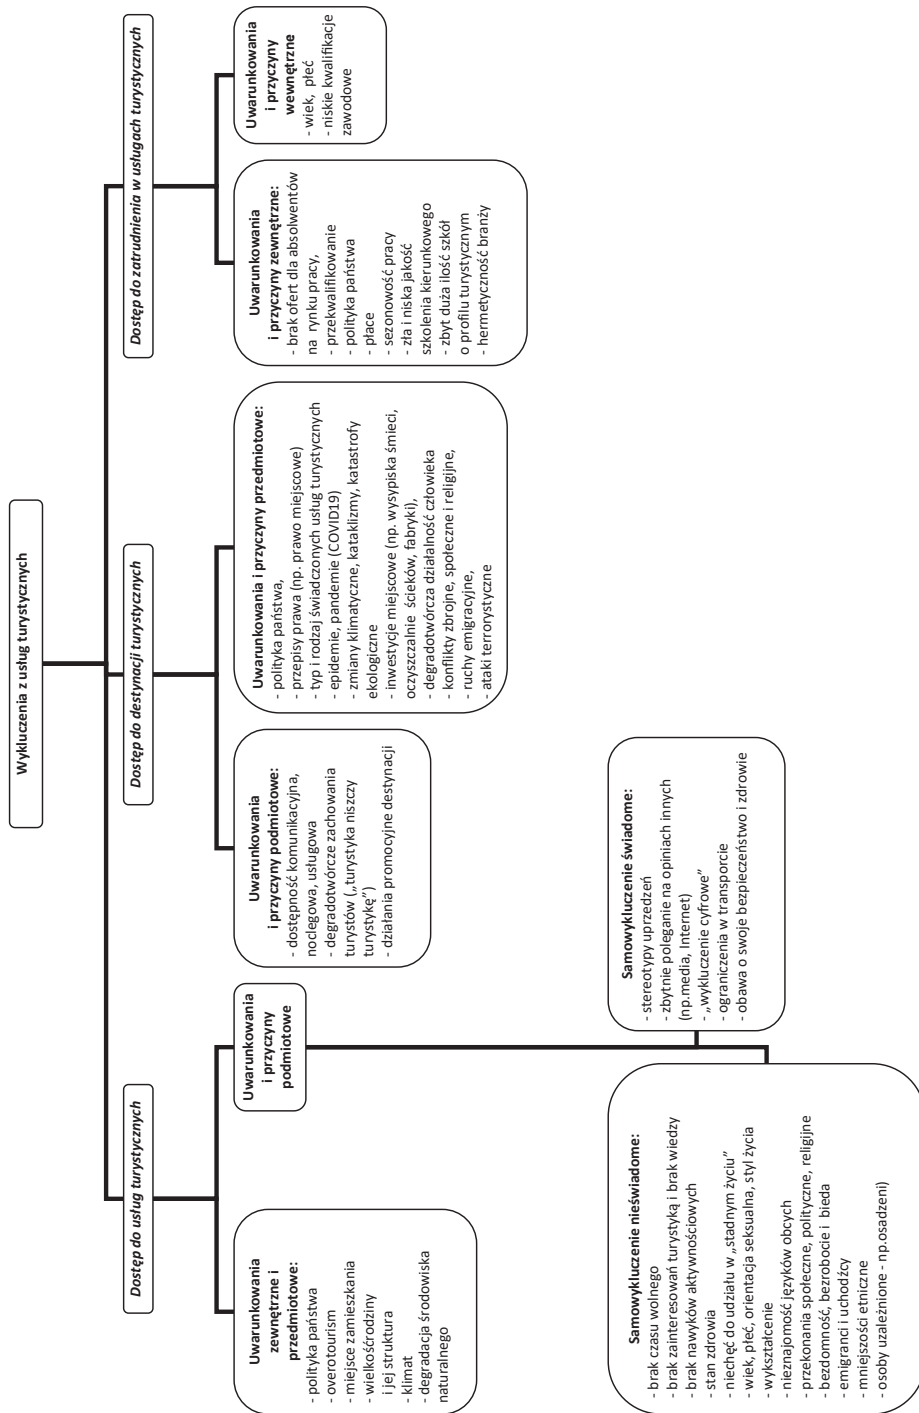 Wykluczenia z usług turystycznych
Dostęp do usług turystycznych
Dostęp do destynacji turystycznych
Dostęp do zatrudnienia w usługach turystycznych
Uwarunkowania
zewnętrzne i
przedmiotowe:
- polityka państwa
- overotourism
- miejsce zamieszkania
- wielkośćrodziny
i jej struktura
- klimat
- degradacja środowiska
naturalnego
Uwarunkowania
i przyczyny
podmiotowe
Uwarunkowania
i przyczyny podmiotowe:
- dostępność komunikacyjna,
noclegowa, usługowa
- degradotwórcze zachowania
turystów („turystyka niszczy
turystykę”)
- działania promocyjne destynacji
Uwarunkowania i przyczyny przedmiotowe:
- polityka państwa,
- przepisy prawa (np. prawo miejscowe)
- typ i rodzaj świadczonych usług turystycznych
- epidemie, pandemie (COVID19)
- zmiany klimatyczne, kataklizmy, katastrofy
ekologiczne
- inwestycje miejscowe (np. wysypiska śmieci,
oczyszczalnie ścieków, fabryki),
- degradotwórcza działalność człowieka
- konflikty zbrojne, społeczne i religijne,
- ruchy emigracyjne,
- ataki terrorystyczne
Uwarunkowania
i przyczyny zewnętrzne:
- brak ofert dla absolwentów
na rynku pracy,
- przekwalifikowanie
- polityka państwa
- płace
- sezonowość pracy
- zła i niska jakość
szkolenia kierunkowego
- zbyt duża ilość szkół
o profilu turystycznym
- hermetyczność branży
Uwarunkowania
i przyczyny
wewnętrzne
- wiek, płeć
- niskie kwalifikacje
zawodowe
Samowykluczenie nieświadome:
- brak czasu wolnego
- brak zainteresowań turystyką i brak wiedzy
- brak nawyków aktywnościowych
- stan zdrowia
- niechęć do udziału w „stadnym życiu”
- wiek, płeć, orientacja seksualna, styl życia
- wykształcenie
- nieznajomość języków obcych
- przekonania społeczne, polityczne, religijne
- bezdomność, bezrobocie i bieda
- emigranci i uchodźcy
- mniejszości etniczne
- osoby uzależnione - np.osadzeni)
Samowykluczenie świadome:
- stereotypy uprzedzeń
- zbytnie poleganie na opiniach innych
(np.media, Internet)
- „wykluczenie cyfrowe”
- ograniczenia w transporcie
- obawa o swoje bezpieczeństwo i zdrowie